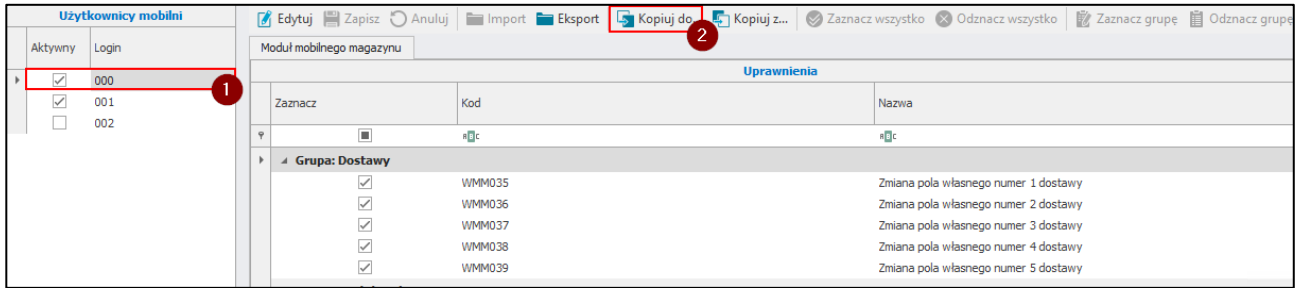 Użytkownicy mobilni
Aktywny Login
000
1
001
002
Edytuj Zapisz Anuluj Import Eksport Kopiuj do... Kopiuj z... Zaznacz wszystko Odznacz wszystko Zaznacz grupę Odznacz grupę
2
Moduł mobilnego magazynu
Uprawnienia
Zaznacz Kod Nazwa
Grupa: Dostawy
WMM035 Zmiana pola własnego numer 1 dostawy
WMM036 Zmiana pola własnego numer 2 dostawy
WMM037 Zmiana pola własnego numer 3 dostawy
WMM038 Zmiana pola własnego numer 4 dostawy
WMM039 Zmiana pola własnego numer 5 dostawy